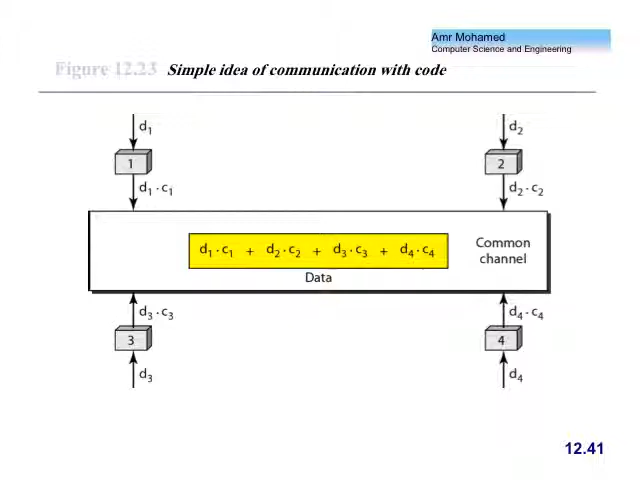 Amr Mohamed
Computer Science and Engineering
Figure 12.23 Simple idea of communication with code
d1 d2
1 2
d1 · c1 d2 · c2
d1 · c1 + d2 · c2 + d3 · c3 + d4 · c4
Common
channel
Data
d3 · c3 d4 · c4
3 4
d3 d4
12.41